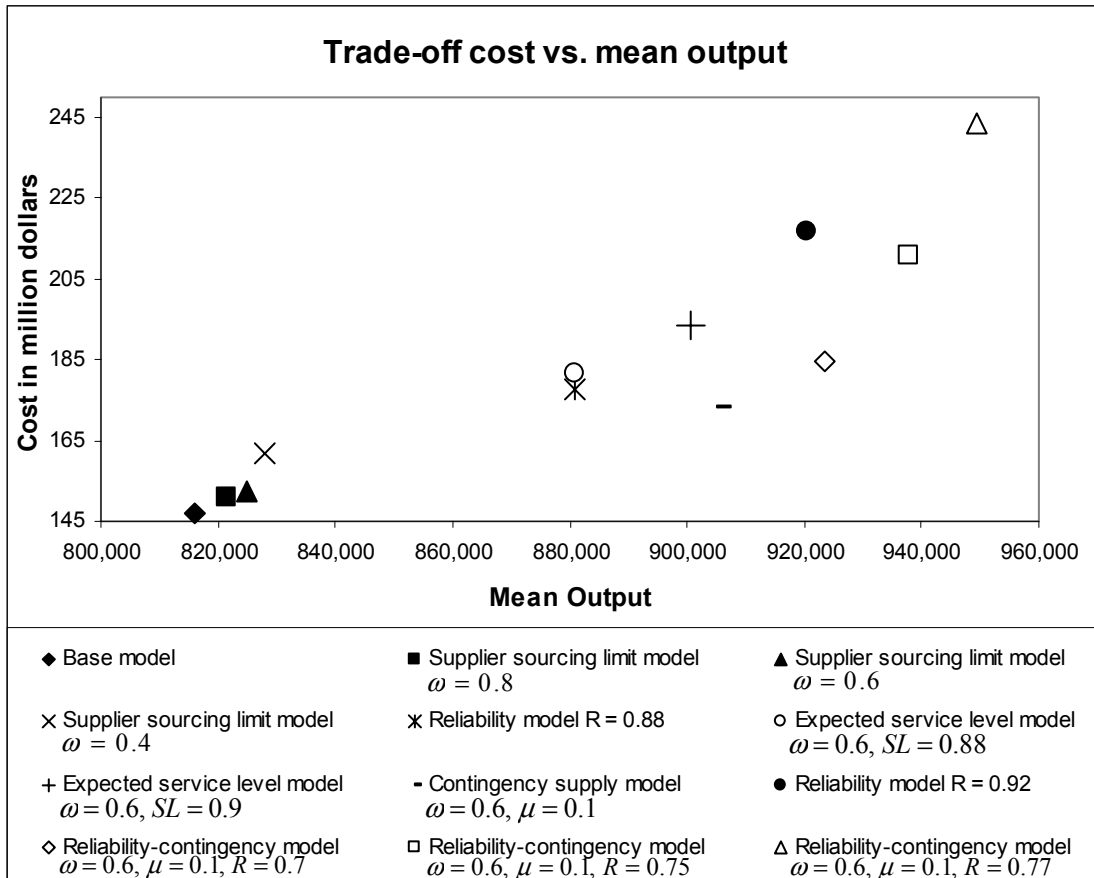 Trade-off cost vs. mean output
Cost in million dollars
245
225
205
185
165
145
800,000 820,000 840,000 860,000 880,000 900,000 920,000 940,000 960,000
Mean Output
Base model
Supplier sourcing limit model
ω = 0.8
Supplier sourcing limit model
ω = 0.6
Supplier sourcing limit model
ω = 0.4
Reliability model R = 0.88
Expected service level model
ω = 0.6, SL = 0.88
Expected service level model
ω = 0.6, SL = 0.9
Contingency supply model
ω = 0.6, μ = 0.1
Reliability model R = 0.92
Reliability-contingency model
ω = 0.6, μ = 0.1, R = 0.7
Reliability-contingency model
ω = 0.6, μ = 0.1, R = 0.75
Reliability-contingency model
ω = 0.6, μ = 0.1, R = 0.77